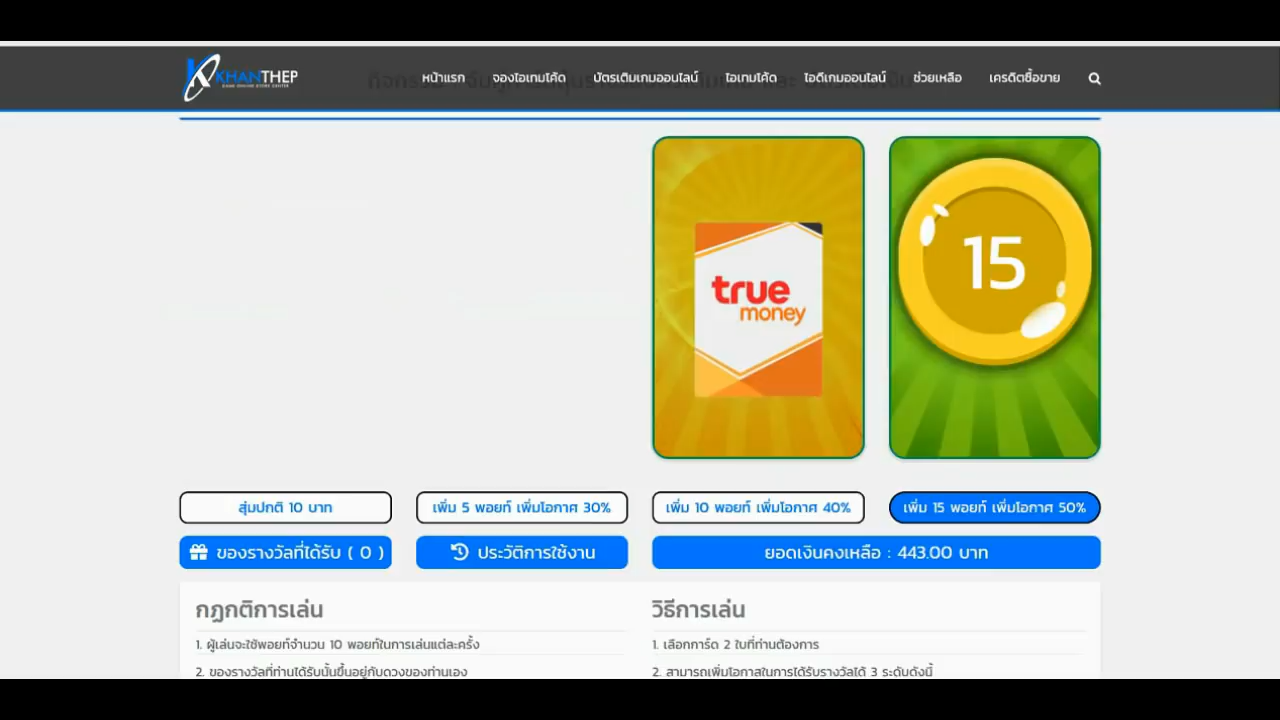 KHANTHEP
หน้าแรก
จองไอเทมโค้ด
บัตรเติมเกมออนไลน์
ไอเทมโค้ด
ไอดีเกมออนไลน์
ช่วยเหลือ
เครดิตซื้อขาย
true
money
15
สุ่มปกติ 10 บาท
เพิ่ม 5 พอยท์ เพิ่มโอกาศ 30%
เพิ่ม 10 พอยท์ เพิ่มโอกาศ 40%
เพิ่ม 15 พอยท์ เพิ่มโอกาศ 50%
ของรางวัลที่ได้รับ ( 0 )
ประวัติการใช้งาน
ยอดเงินคงเหลือ : 443.00 บาท
กฏกติการเล่น
1. ผู้เล่นจะใช้พอยท์จำนวน 10 พอยท์ในการเล่นแต่ละครั้ง
2. ของรางวัลที่ท่านได้รับนั้นขึ้นอยู่กับดวงของท่านเอง
วิธีการเล่น
1. เลือกการ์ด 2 ใบที่ท่านต้องการ
2. สามารถเพิ่มโอกาสในการได้รับรางวัลได้ 3 ระดับดังนี้